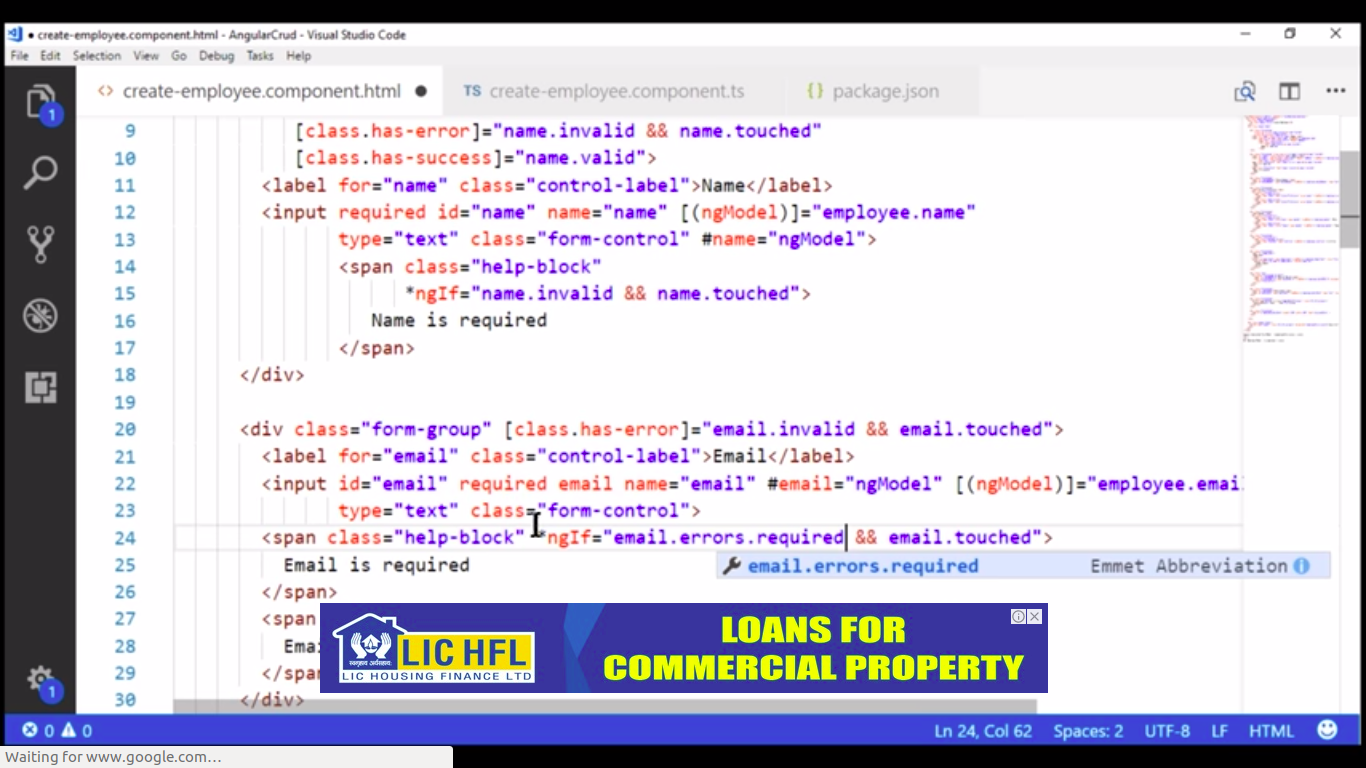 create-employee.component.html - AngularCrud - Visual Studio Code
File Edit Selection View Go Debug Tasks Help
<> create-employee.component.html ● TS create-employee.component.ts {} package.json
1
9 [class.has-error]="name.invalid && name.touched"
10 [class.has-success]="name.valid">
11 <label for="name" class="control-label">Name</label>
12 <input required id="name" name="name" [(ngModel)]="employee.name"
13 type="text" class="form-control" #name="ngModel">
14 <span class="help-block"
15 *ngIf="name.invalid && name.touched">
16 Name is required
17 </span>
18 </div>
19
20 <div class="form-group" [class.has-error]="email.invalid && email.touched">
21 <label for="email" class="control-label">Email</label>
22 <input id="email" required email name="email" #email="ngModel" [(ngModel)]="employee.email
23 type="text" class="form-control">
24 <span class="help-block" *ngIf="email.errors.required && email.touched">
email.errors.required Emmet Abbreviation
25 Email is required
26 </span>
27 <span
28 Ema
29 </span
30 </div>
1
LIC HFL
LIC HOUSING FINANCE LTD
LOANS FOR
COMMERCIAL PROPERTY
0 0 Ln 24, Col 62 Spaces: 2 UTF-8 LF HTML
Waiting for www.google.com…